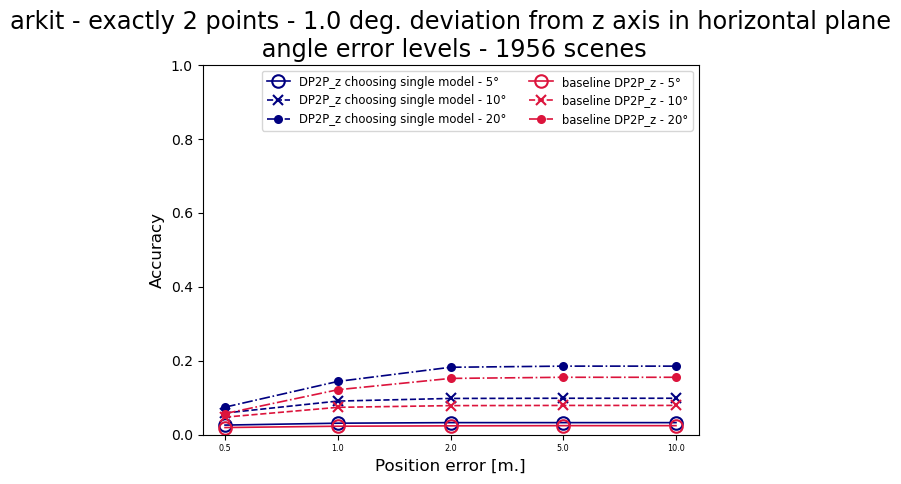 arkit - exactly 2 points - 1.0 deg. deviation from z axis in horizontal plane
angle error levels - 1956 scenes
DP2P_z choosing single model - 5°
DP2P_z choosing single model - 10°
DP2P_z choosing single model - 20°
baseline DP2P_z - 5°
baseline DP2P_z - 10°
baseline DP2P_z - 20°
Accuracy
1.0
0.8
0.6
0.4
0.2
0.0
0.5 1.0 2.0 5.0 10.0
Position error [m.]